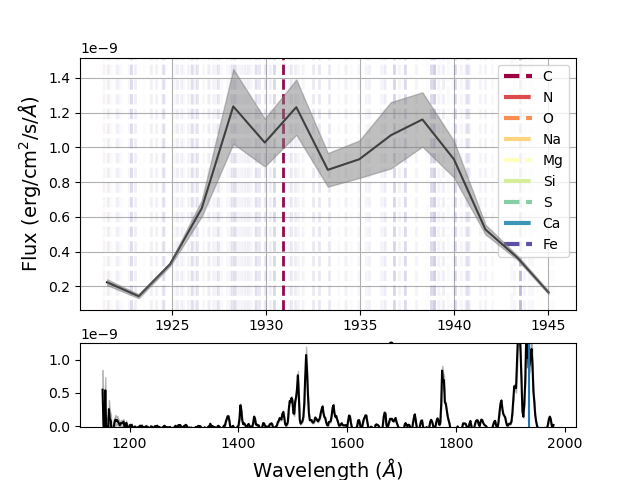 1e−9
1.4
1.2
1.0
0.8
0.6
0.4
0.2
Flux (erg/cm²/s/Å)
C
N
O
Na
Mg
Si
S
Ca
Fe
1925 1930 1935 1940 1945
1e−9
1.0
0.5
0.0
1200 1400 1600 1800 2000
Wavelength (Å)